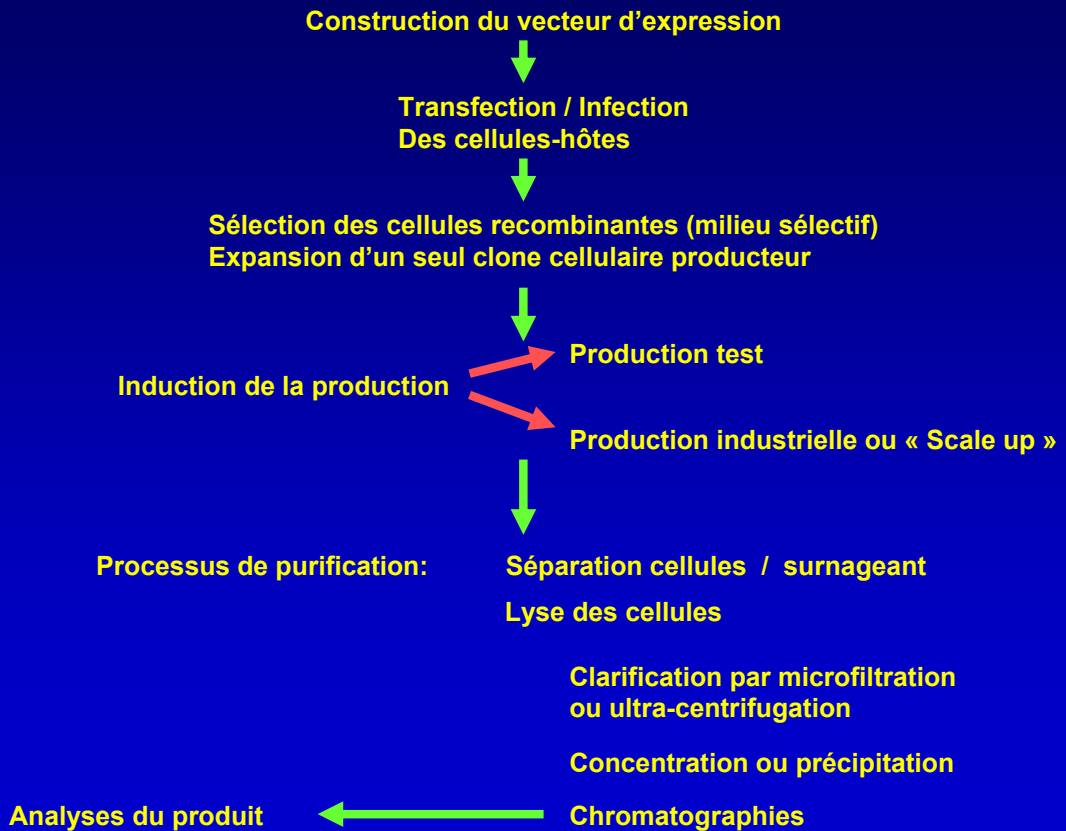 Construction du vecteur d’expression
Transfection / Infection
Des cellules-hôtes
Sélection des cellules recombinantes (milieu sélectif)
Expansion d’un seul clone cellulaire producteur
Production test
Induction de la production
Production industrielle ou « Scale up »
Processus de purification: Séparation cellules / surnageant
Lyse des cellules
Clarification par microfiltration
ou ultra-centrifugation
Concentration ou précipitation
Analyses du produit Chromatographies